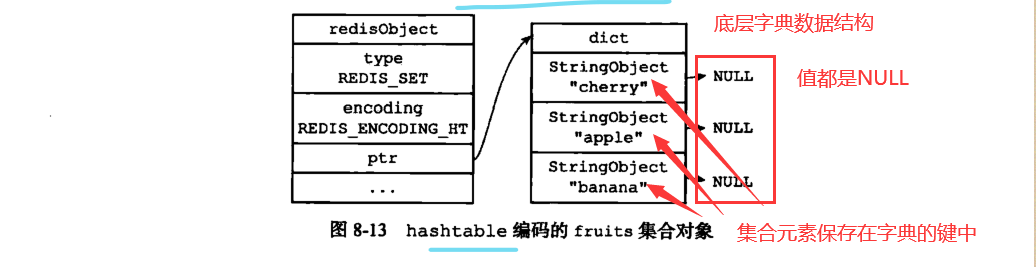 redisObject
type
REDIS_SET
encoding
REDIS_ENCODING_HT
ptr
...
dict
StringObject
"cherry"
StringObject
"apple"
StringObject
"banana"
NULL
NULL
NULL
底层字典数据结构
值都是NULL
集合元素保存在字典的键中
图 8-13 hashtable 编码的 fruits 集合对象